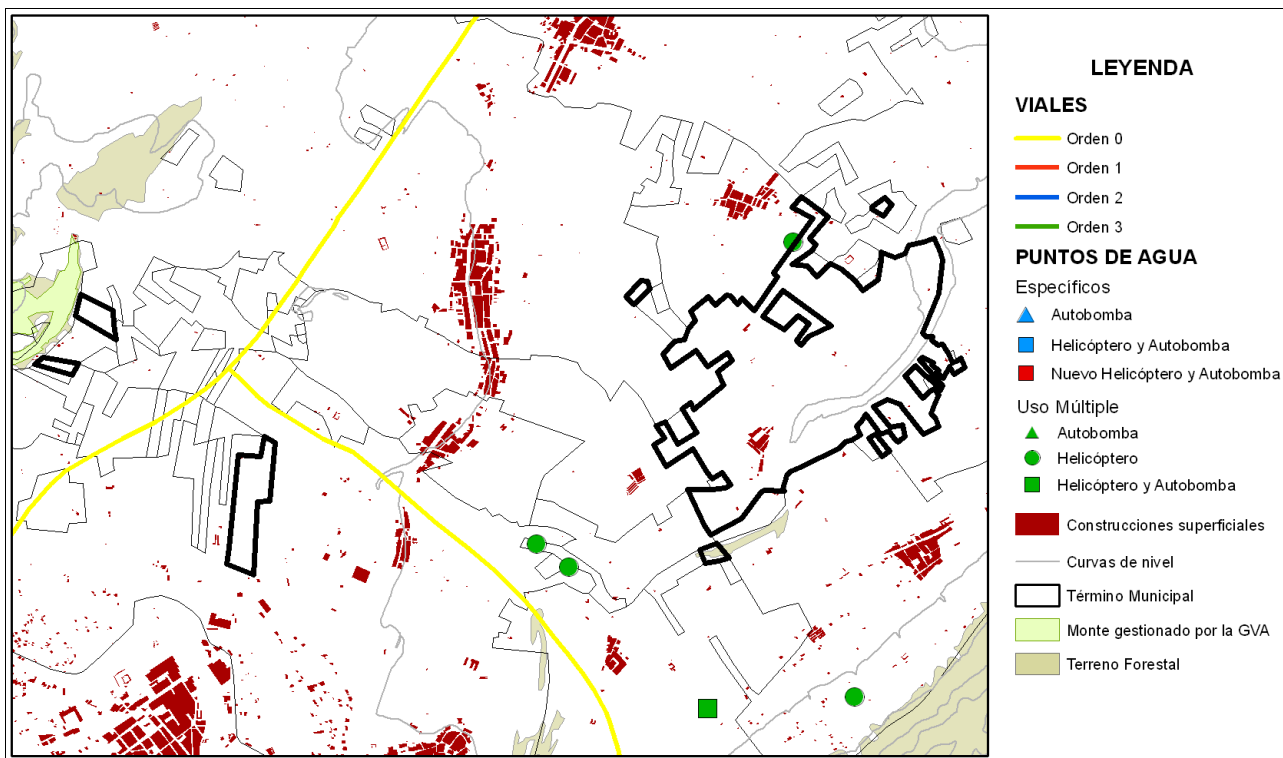 LEYENDA
VIALES
Orden 0
Orden 1
Orden 2
Orden 3
PUNTOS DE AGUA
Específicos
Autobomba
Helicóptero y Autobomba
Nuevo Helicóptero y Autobomba
Uso Múltiple
Autobomba
Helicóptero
Helicóptero y Autobomba
Construcciones superficiales
Curvas de nivel
Término Municipal
Monte gestionado por la GVA
Terreno Forestal